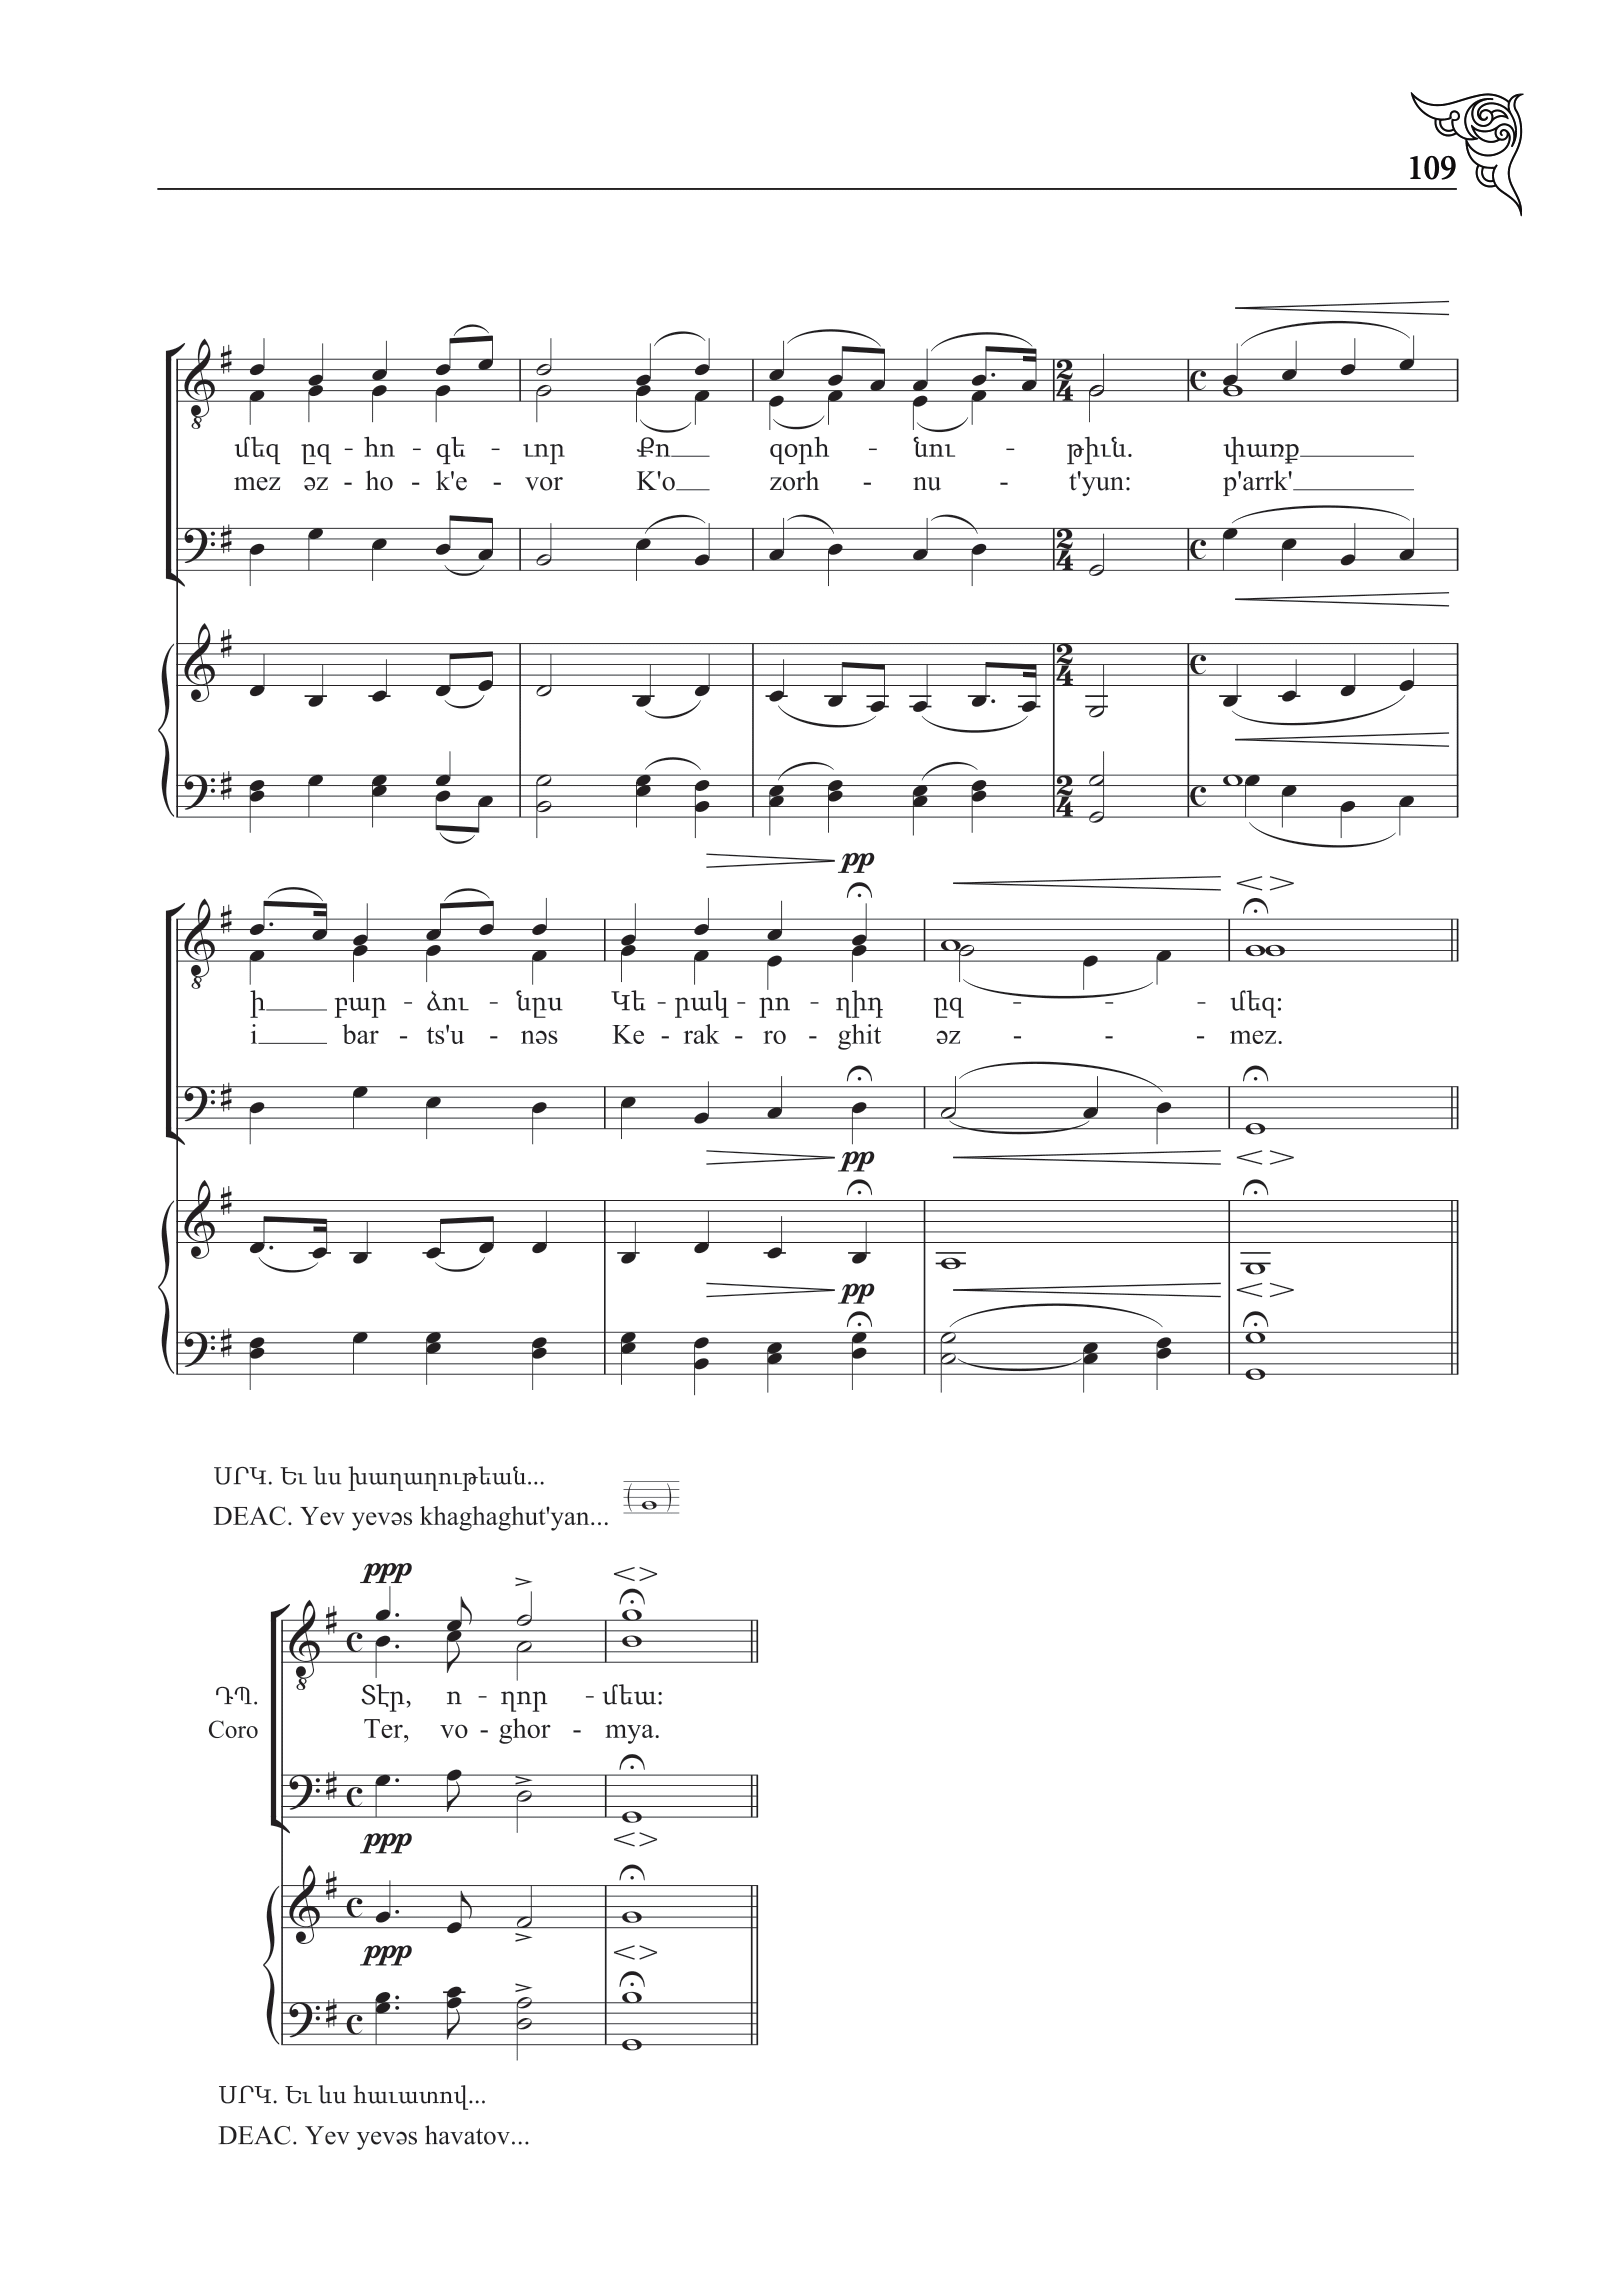 109
մեզ ըզ - հո - գե - ւոր Քո զօրհ - նու - թիւն. փառք
mez əz - ho - k'e - vor K'o zorh - nu - t'yun: p'arrk'
pp
ի բար - ձու - նըս Կե - րակ - րո - ղիդ ըզ - - - մեզ:
i bar - ts'u - nəs Ke - rak - ro - ghit əz - - - mez.
pp
pp
ՍՐԿ. Եւ ևս խաղաղութեան...
DEAC. Yev yevəs khaghaghut'yan...
ppp
ԴՊ. Տէր, ո - ղոր - մեա:
Coro Ter, vo - ghor - mya.
ppp
ppp
ՍՐԿ. Եւ ևս հաւատով...
DEAC. Yev yevəs havatov...